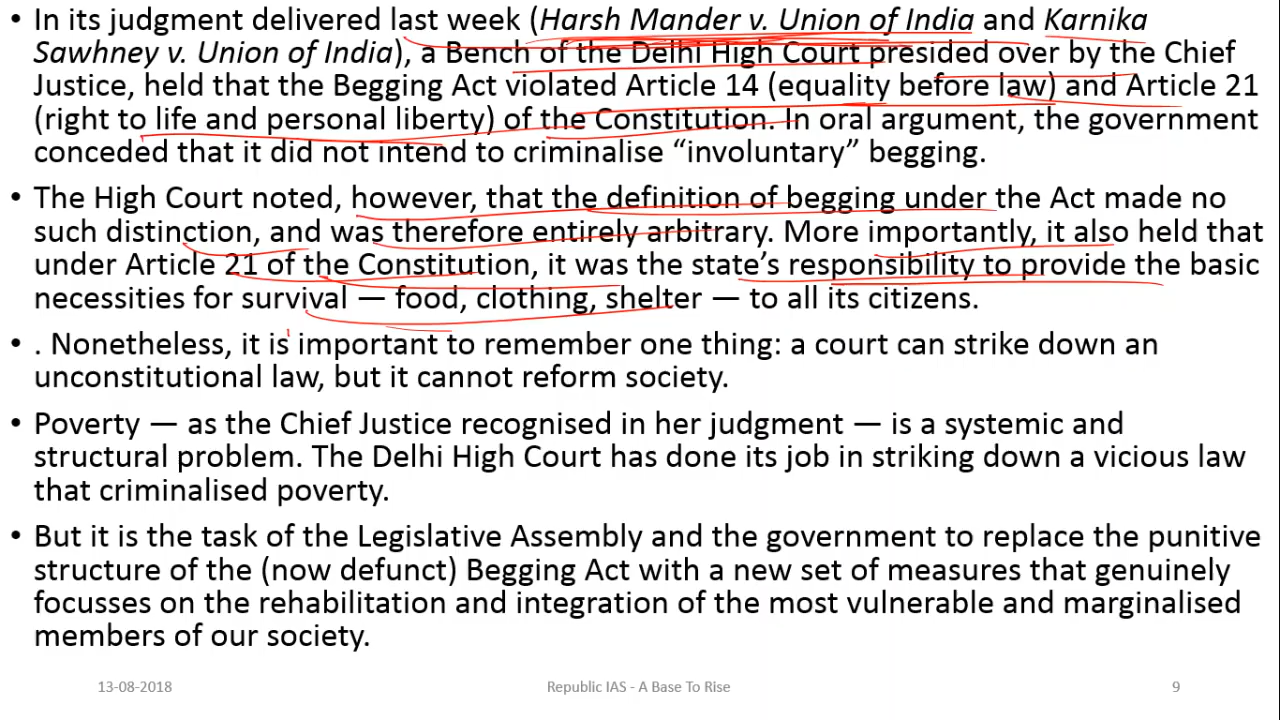 • In its judgment delivered last week (Harsh Mander v. Union of India and Karnika
Sawhney v. Union of India), a Bench of the Delhi High Court presided over by the Chief
Justice, held that the Begging Act violated Article 14 (equality before law) and Article 21
(right to life and personal liberty) of the Constitution. In oral argument, the government
conceded that it did not intend to criminalise “involuntary” begging.
• The High Court noted, however, that the definition of begging under the Act made no
such distinction, and was therefore entirely arbitrary. More importantly, it also held that
under Article 21 of the Constitution, it was the state’s responsibility to provide the basic
necessities for survival — food, clothing, shelter — to all its citizens.
• . Nonetheless, it is important to remember one thing: a court can strike down an
unconstitutional law, but it cannot reform society.
• Poverty — as the Chief Justice recognised in her judgment — is a systemic and
structural problem. The Delhi High Court has done its job in striking down a vicious law
that criminalised poverty.
• But it is the task of the Legislative Assembly and the government to replace the punitive
structure of the (now defunct) Begging Act with a new set of measures that genuinely
focusses on the rehabilitation and integration of the most vulnerable and marginalised
members of our society.
13-08-2018 Republic IAS - A Base To Rise 9